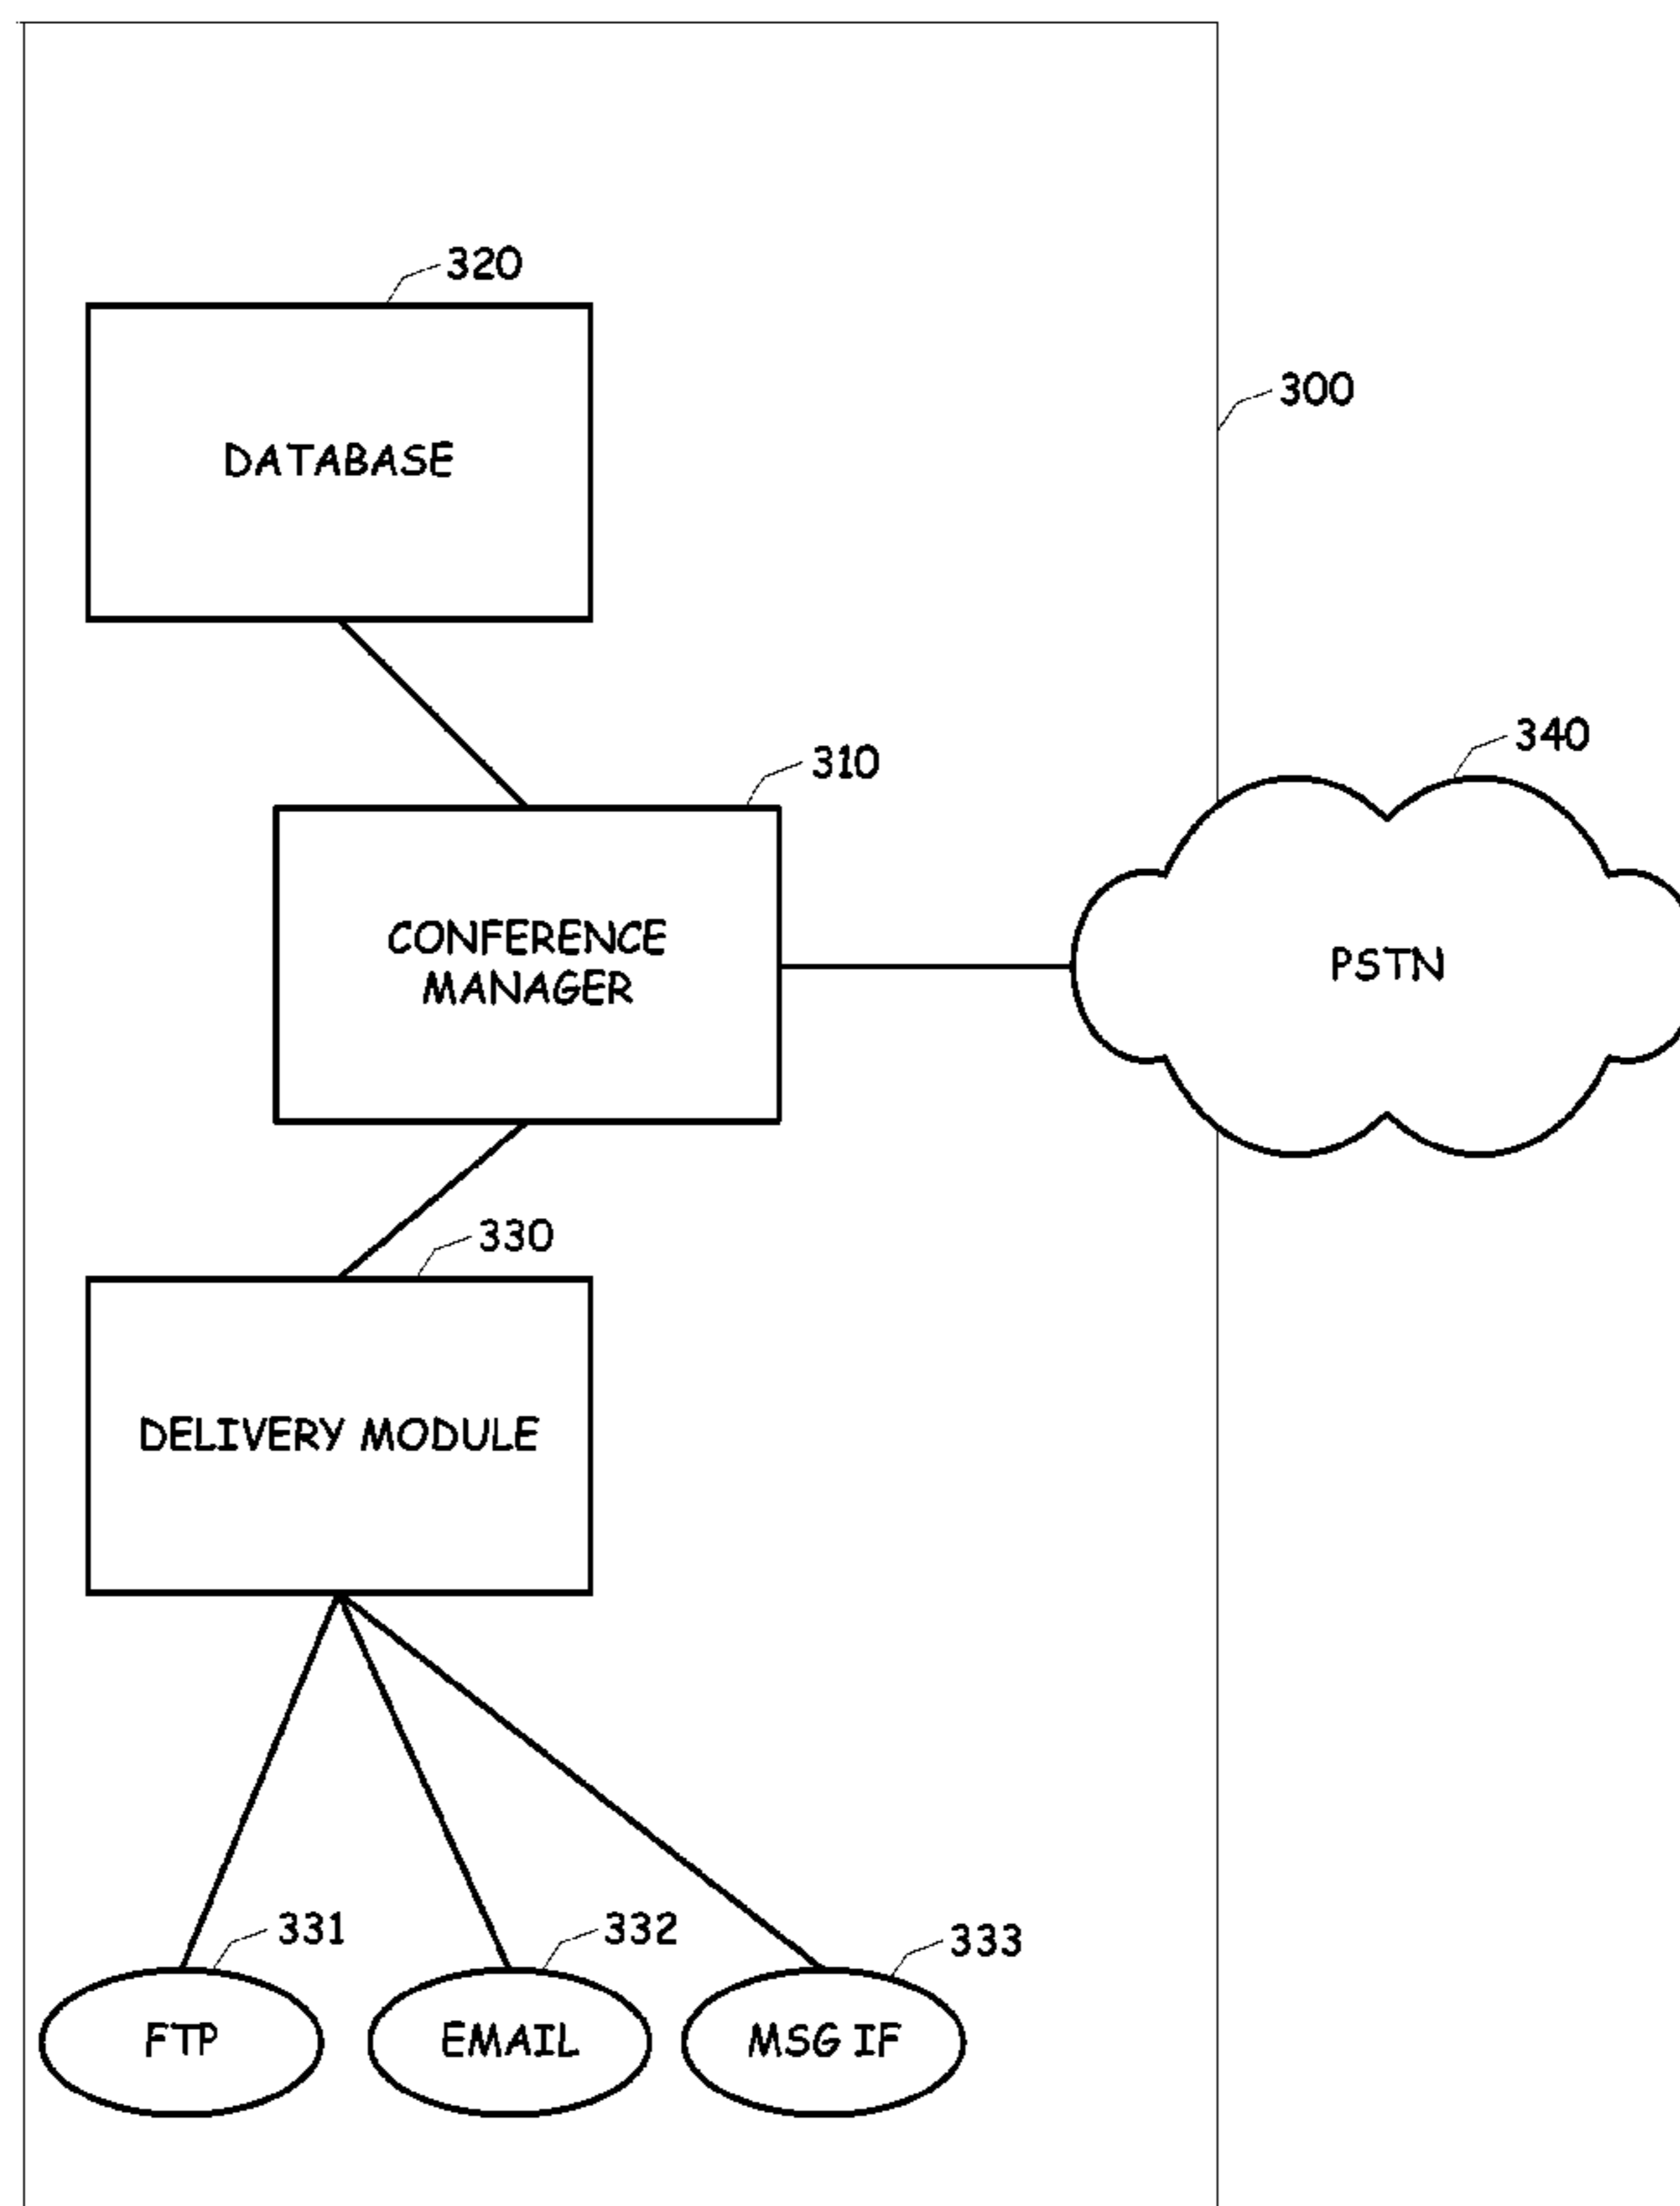 320
DATABASE
300
340
310
CONFERENCE
MANAGER
PSTN
330
DELIVERY MODULE
331
332
333
FTP
EMAIL
MSG IF